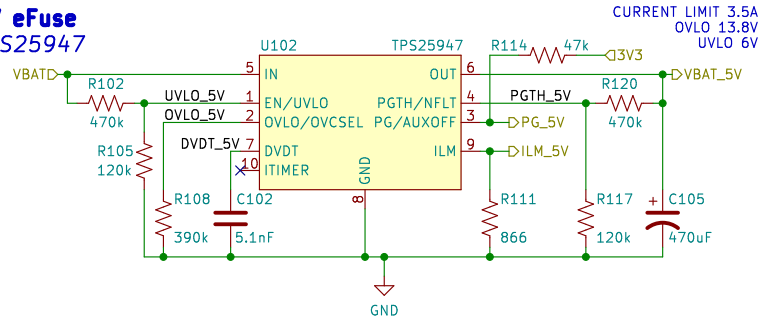 eFuse
PS25947
CURRENT LIMIT 3.5A
OVLO 13.8V
UVLO 6V
U102
TPS25947
R114
47k
3V3
VBAT
5
IN
OUT
6
VBAT_5V
R102
470k
UVLO_5V
1
EN/UVLO
PGTH/NFLT
4
PGTH_5V
R120
470k
OVLO_5V
2
OVLO/OVCSEL
PG/AUXOFF
3
PG_5V
R105
120k
DVDT_5V
7
DVDT
ILM
9
ILM_5V
10
ITIMER
GND
8
R108
390k
C102
5.1nF
R111
866
R117
120k
C105
+
470uF
GND